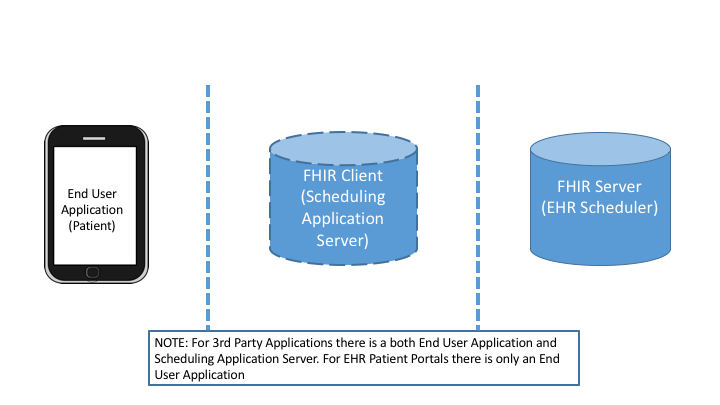 End User
Application
(Patient)
FHIR Client
(Scheduling
Application
Server)
FHIR Server
(EHR Scheduler)
NOTE: For 3rd Party Applications there is a both End User Application and
Scheduling Application Server. For EHR Patient Portals there is only an End
User Application